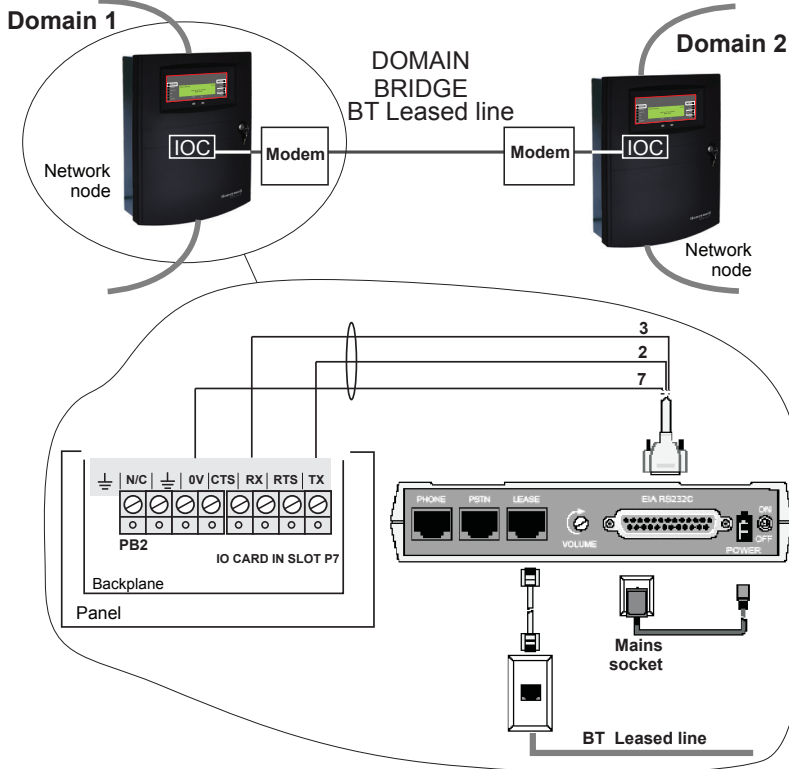 Domain 1
Domain 2
DOMAIN
BRIDGE
BT Leased line
IOC
Modem
Modem
IOC
Network
node
Network
node
3
2
7
N/C
0V
CTS
RX
RTS
TX
PB2
IO CARD IN SLOT P7
Backplane
Panel
PHONE
PSTN
LEASE
VOLUME
EIA RS232C
ON
OFF
POWER
Mains
socket
BT Leased line